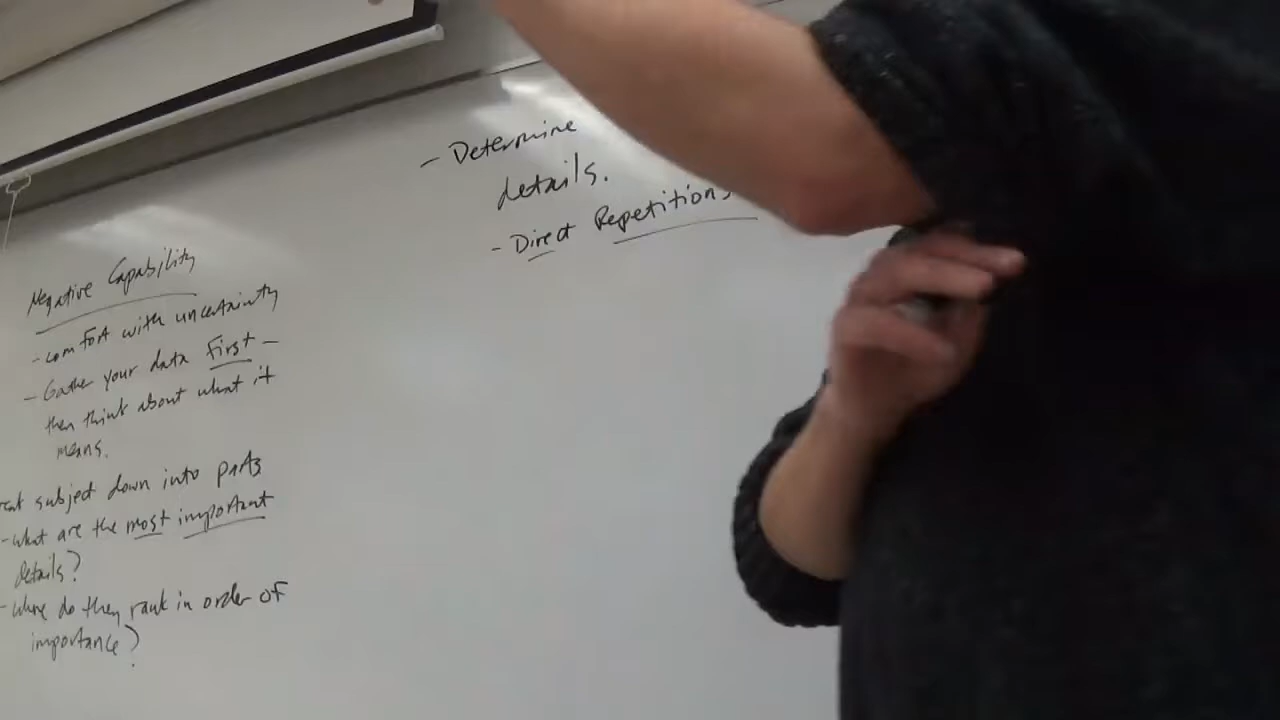 Negative Capability
- comfort with uncertainty
- Gather your data first -
then think about what it
means.
subject down into parts
- what are the most important
details?
- Where do they rank in order of
importance?
- Determine
details.
- Direct Repetitions